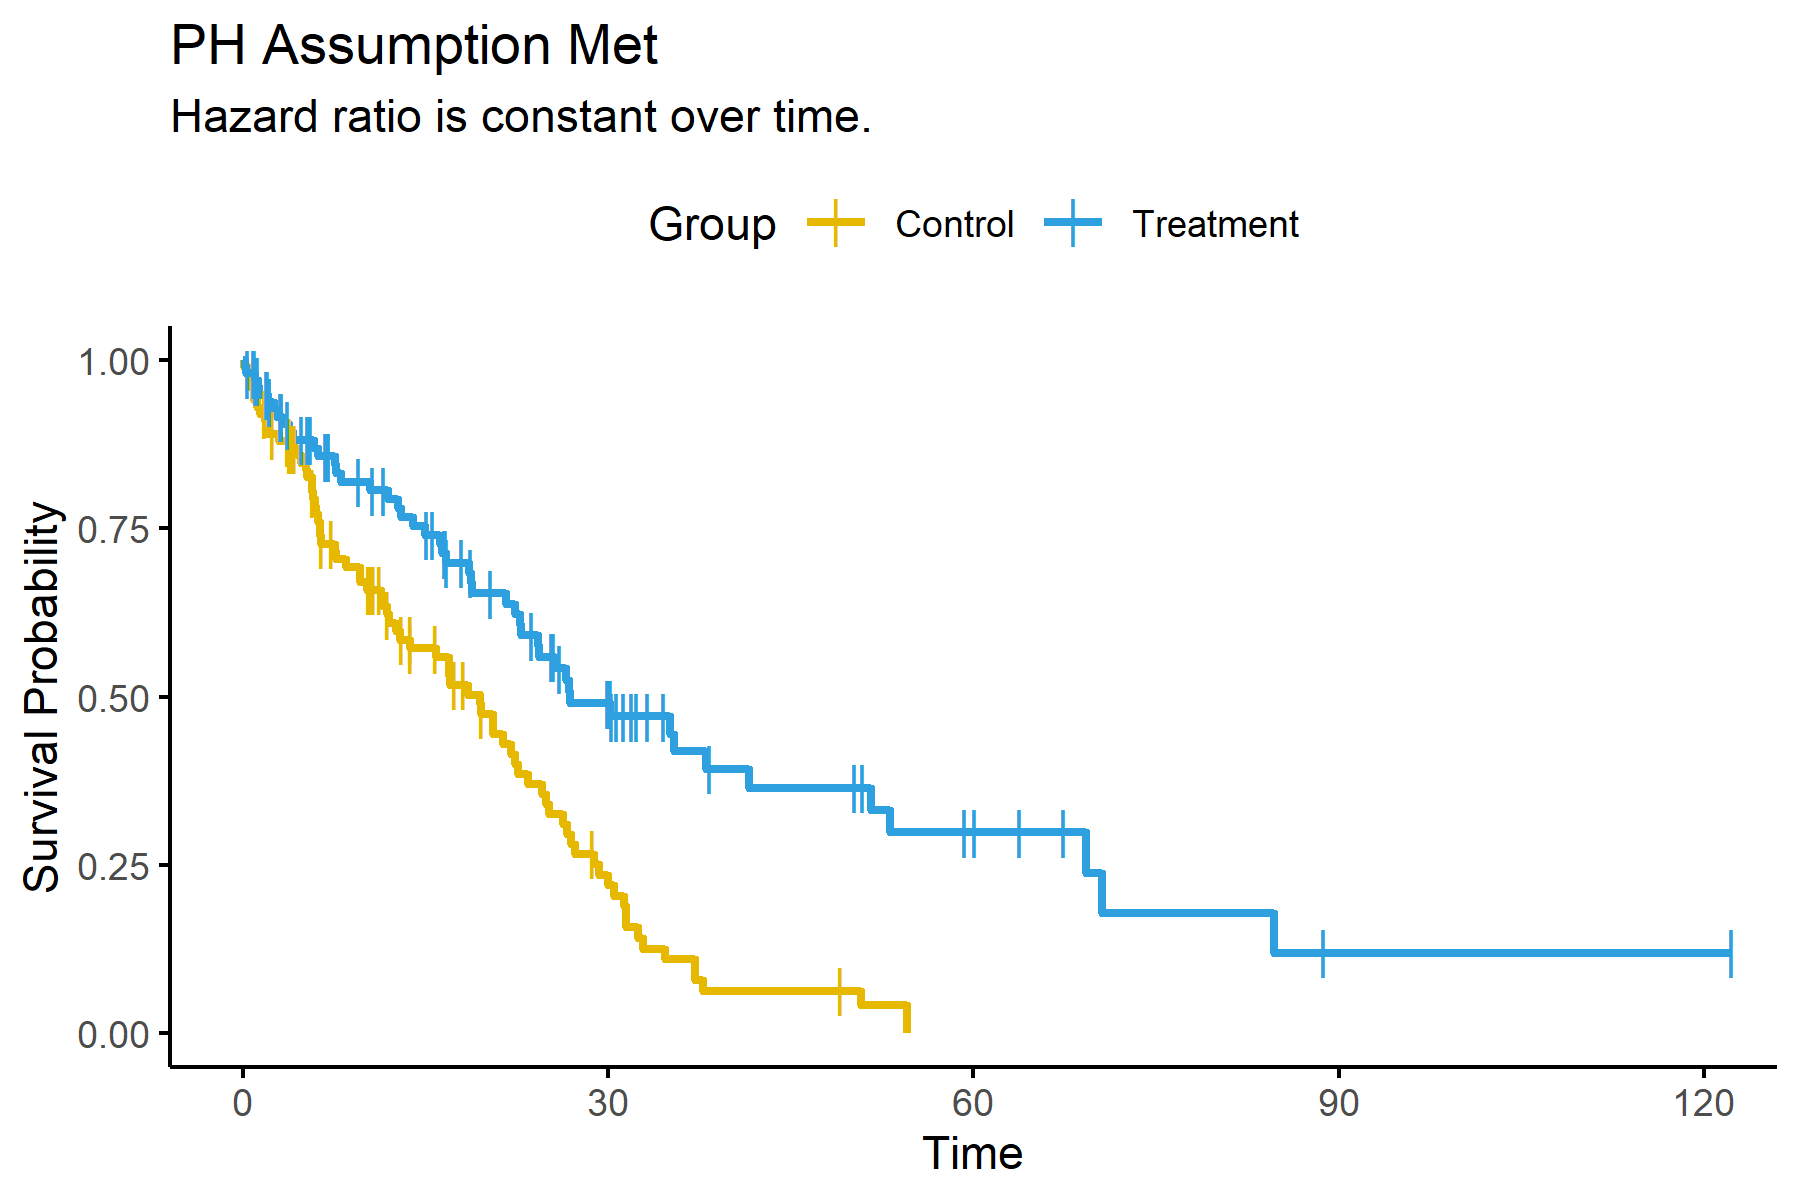 PH Assumption Met
Hazard ratio is constant over time.
Group Control Treatment
1.00
0.75
0.50
0.25
0.00
Survival Probability
0 30 60 90 120
Time